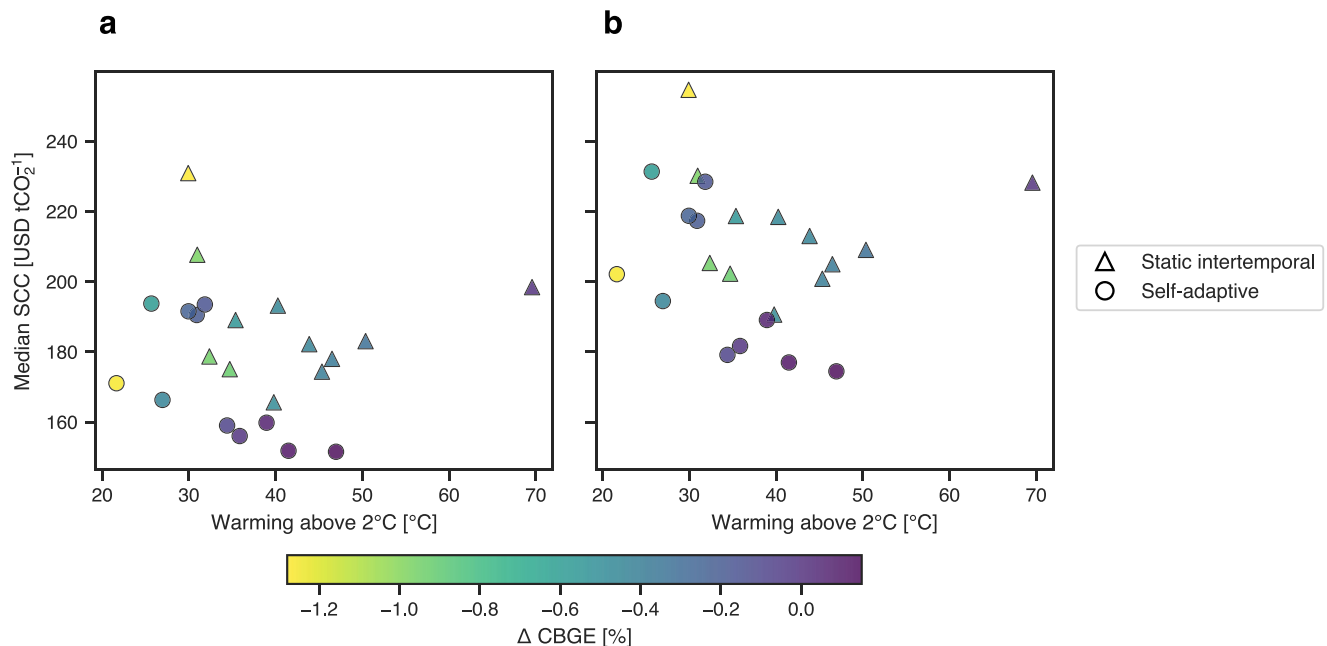 a
b
240
220
200
180
160
Median SCC [USD tCO₂⁻¹]
20 30 40 50 60 70
Warming above 2°C [°C]
20 30 40 50 60 70
Warming above 2°C [°C]
Static intertemporal
Self-adaptive
−1.2 −1.0 −0.8 −0.6 −0.4 −0.2 0.0
Δ CBGE [%]